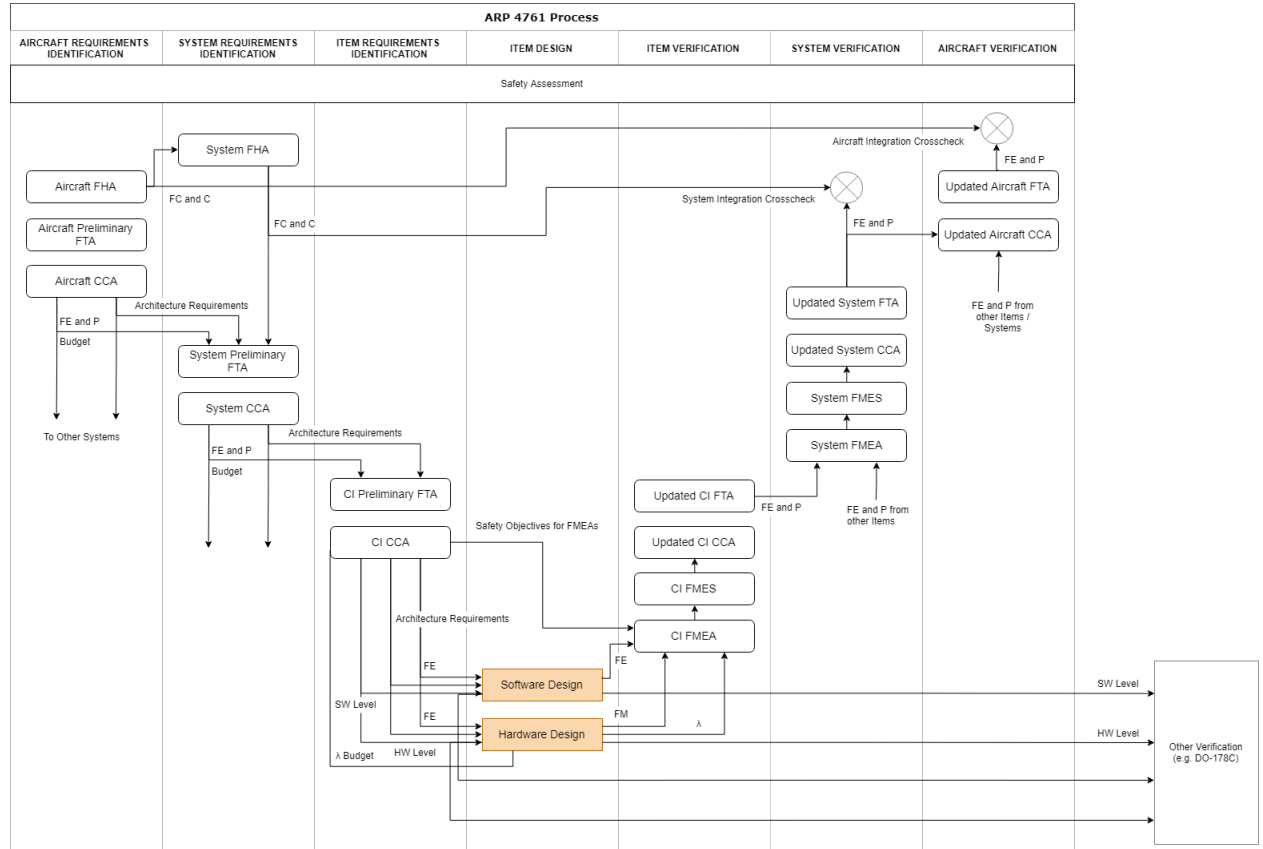 ARP 4761 Process
AIRCRAFT REQUIREMENTS
IDENTIFICATION
SYSTEM REQUIREMENTS
IDENTIFICATION
ITEM REQUIREMENTS
IDENTIFICATION
ITEM DESIGN
ITEM VERIFICATION
SYSTEM VERIFICATION
AIRCRAFT VERIFICATION
Safety Assessment
System FHA
Aircraft Integration Crosscheck
FE and P
Aircraft FHA
FC and C
System Integration Crosscheck
Updated Aircraft FTA
Aircraft Preliminary
FTA
FC and C
FE and P
Updated Aircraft CCA
Aircraft CCA
Architecture Requirements
FE and P
Budget
Updated System FTA
FE and P from
other Items /
Systems
System Preliminary
FTA
Updated System CCA
System CCA
System FMES
To Other Systems
Architecture Requirements
FE and P
Budget
System FMEA
CI Preliminary FTA
Updated CI FTA
FE and P
FE and P from
other Items
Safety Objectives for FMEAs
CI CCA
Updated CI CCA
CI FMES
Architecture Requirements
CI FMEA
FE
FE
Software Design
SW Level
SW Level
FE
FM
λ
Hardware Design
HW Level
λ Budget
HW Level
Other Verification
(e.g. DO-178C)